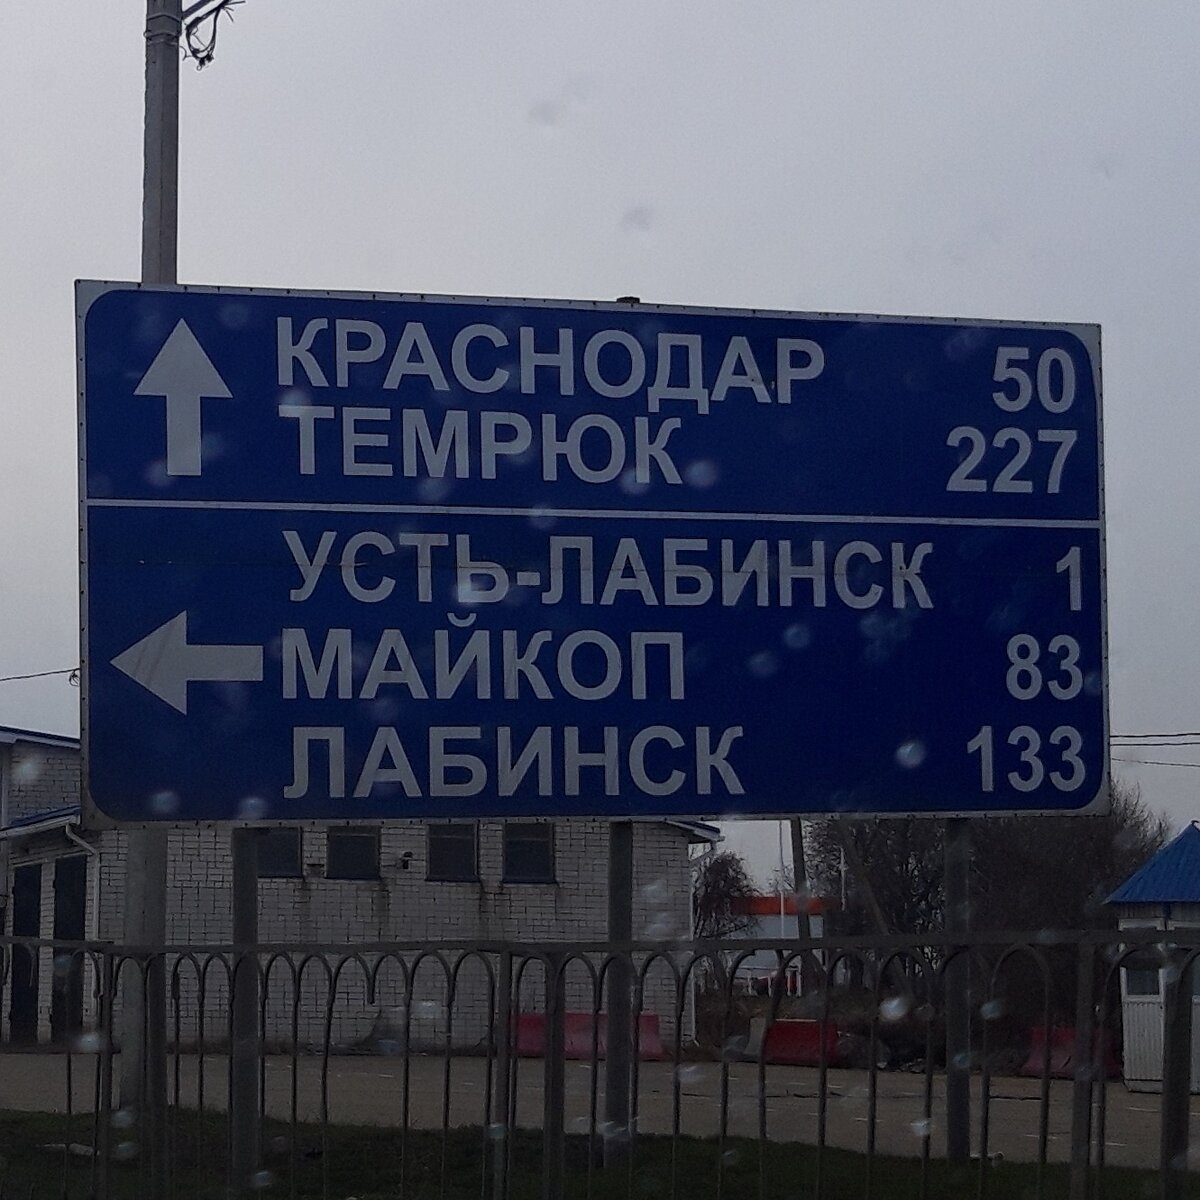 КРАСНОДАР 50
ТЕМРЮК 227
УСТЬ-ЛАБИНСК 1
МАЙКОП 83
ЛАБИНСК 133